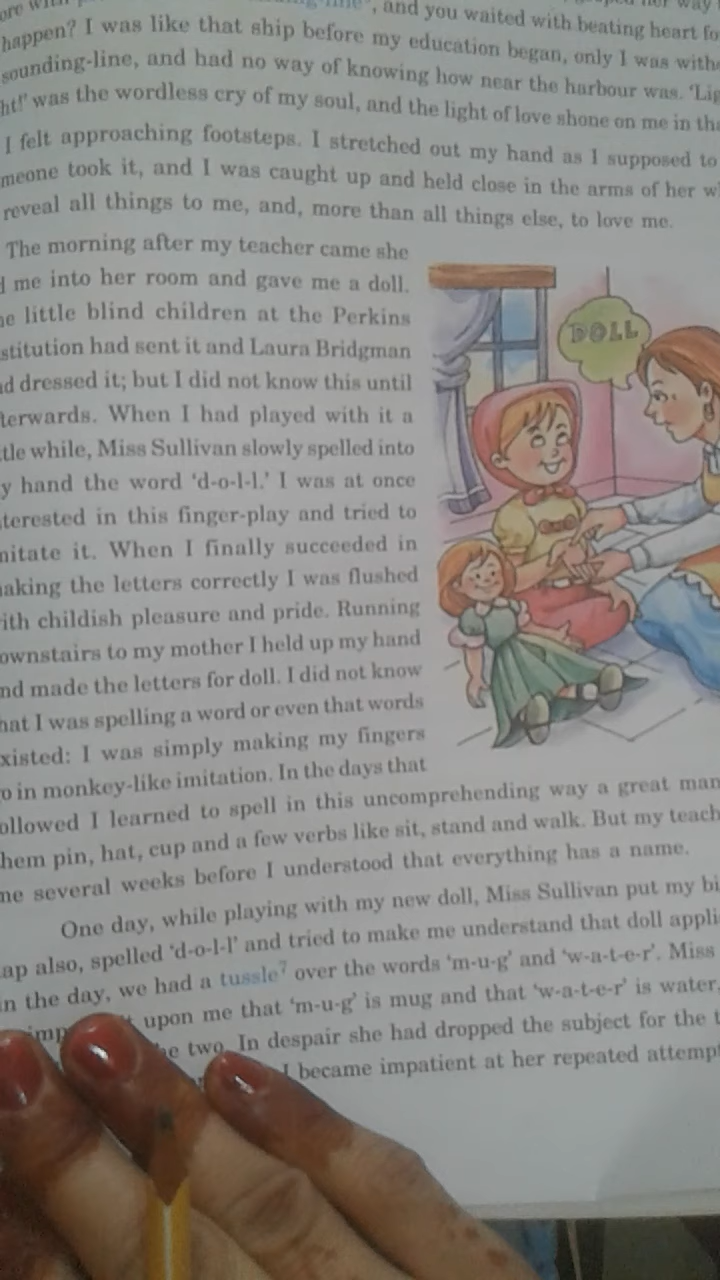 , and you waited with beating heart fo
happen? I was like that ship before my education began, only I was with
sounding-line, and had no way of knowing how near the harbour was. 'Lig
ht!' was the wordless cry of my soul, and the light of love shone on me in th
I felt approaching footsteps. I stretched out my hand as I supposed to
meone took it, and I was caught up and held close in the arms of her w
reveal all things to me, and, more than all things else, to love me.
The morning after my teacher came she
me into her room and gave me a doll.
e little blind children at the Perkins
stitution had sent it and Laura Bridgman
d dressed it; but I did not know this until
terwards. When I had played with it a
tle while, Miss Sullivan slowly spelled into
y hand the word 'd-o-l-l.' I was at once
terested in this finger-play and tried to
nitate it. When I finally succeeded in
aking the letters correctly I was flushed
ith childish pleasure and pride. Running
ownstairs to my mother I held up my hand
nd made the letters for doll. I did not know
hat I was spelling a word or even that words
xisted: I was simply making my fingers
o in monkey-like imitation. In the days that
DOLL
ollowed I learned to spell in this uncomprehending way a great man
hem pin, hat, cup and a few verbs like sit, stand and walk. But my teach
me several weeks before I understood that everything has a name.
One day, while playing with my new doll, Miss Sullivan put my bi
ap also, spelled 'd-o-l-l' and tried to make me understand that doll appli
in the day, we had a tussle7 over the words 'm-u-g' and 'w-a-t-e-r'. Miss
upon me that 'm-u-g' is mug and that 'w-a-t-e-r' is water,
he two. In despair she had dropped the subject for the t
I became impatient at her repeated attempt